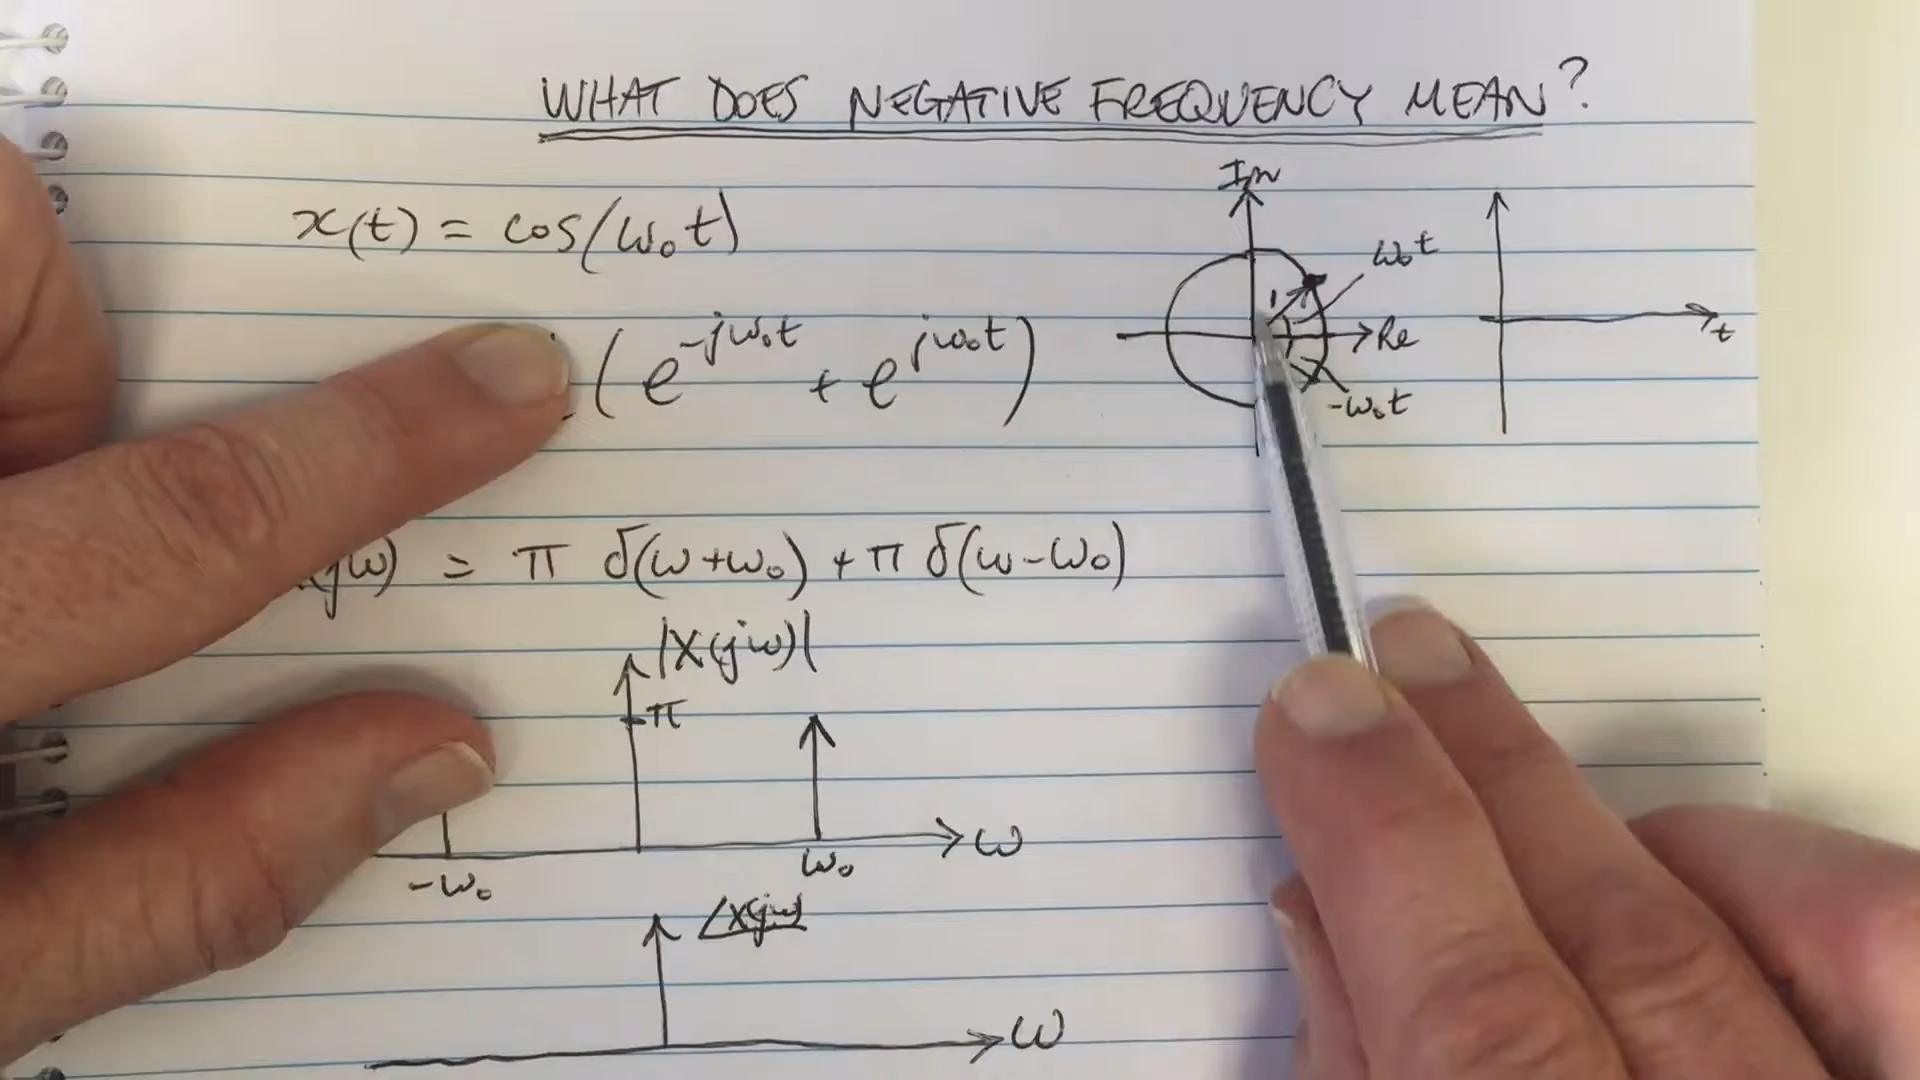 WHAT DOES NEGATIVE FREQUENCY MEAN?
x(t) = cos(ω₀t)
(e^{-jω₀t} + e^{jω₀t})
Im
ω₀t
1
Re
-ω₀t
t
(jω) = π δ(ω+ω₀) + π δ(ω-ω₀)
|X(jω)|
π
-ω₀
ω₀
ω
∠X(jω)
ω